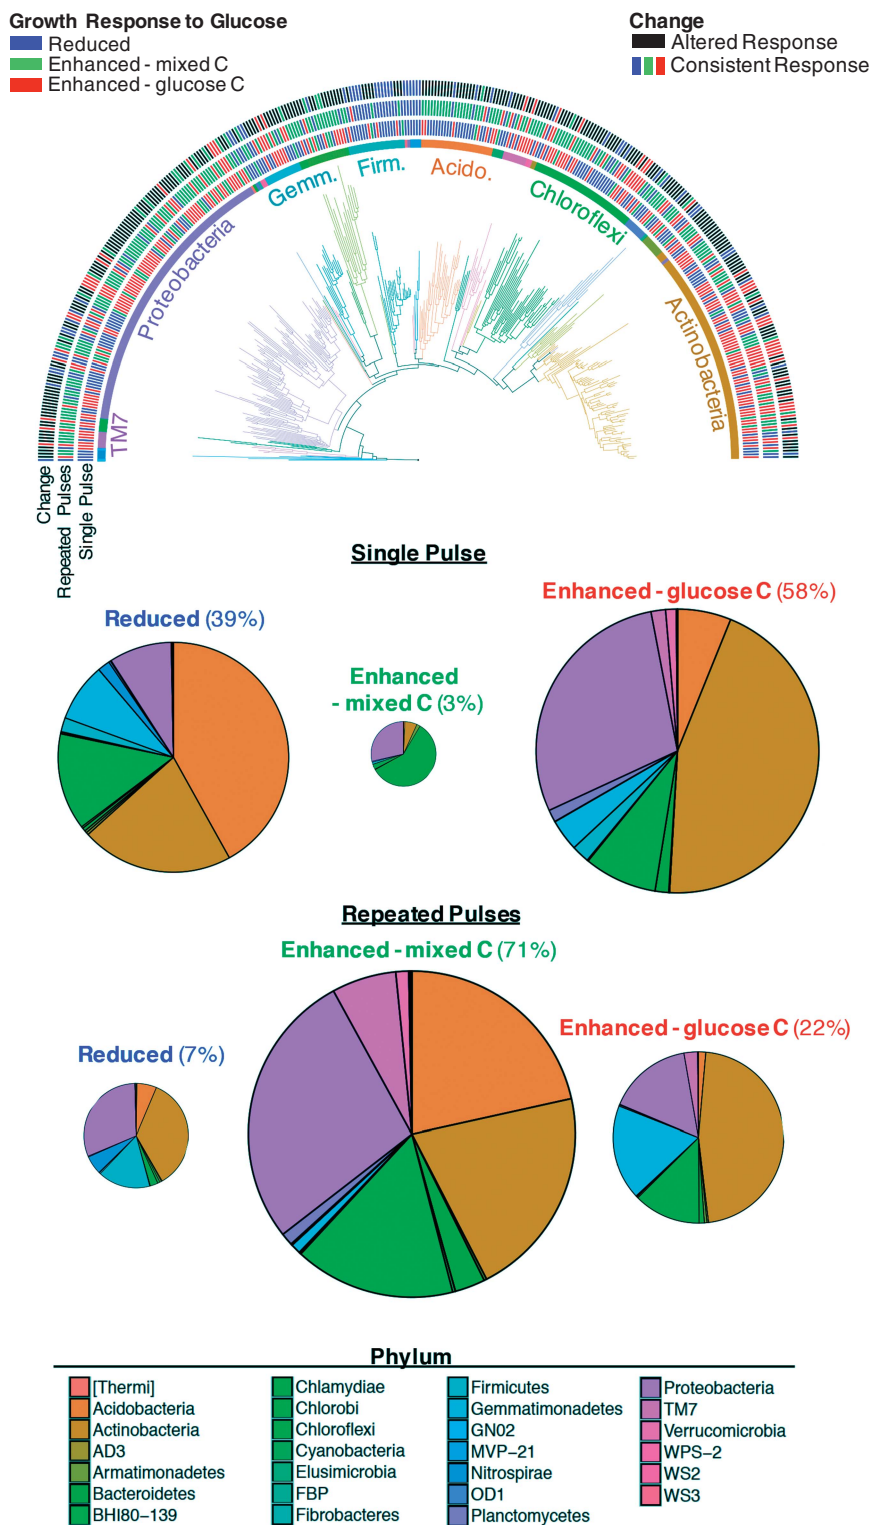 Growth Response to Glucose
Reduced
Enhanced - mixed C
Enhanced - glucose C
Change
Altered Response
Consistent Response
TM7
Proteobacteria
Gemm.
Firm.
Acido.
Chloroflexi
Actinobacteria
Change
Repeated Pulses
Single Pulse
Single Pulse
Reduced (39%)
Enhanced
- mixed C (3%)
Enhanced - glucose C (58%)
Repeated Pulses
Enhanced - mixed C (71%)
Reduced (7%)
Enhanced - glucose C (22%)
Phylum
[Thermi]
Acidobacteria
Actinobacteria
AD3
Armatimonadetes
Bacteroidetes
BHI80-139
Chlamydiae
Chlorobi
Chloroflexi
Cyanobacteria
Elusimicrobia
FBP
Fibrobacteres
Firmicutes
Gemmatimonadetes
GN02
MVP-21
Nitrospirae
OD1
Planctomycetes
Proteobacteria
TM7
Verrucomicrobia
WPS-2
WS2
WS3